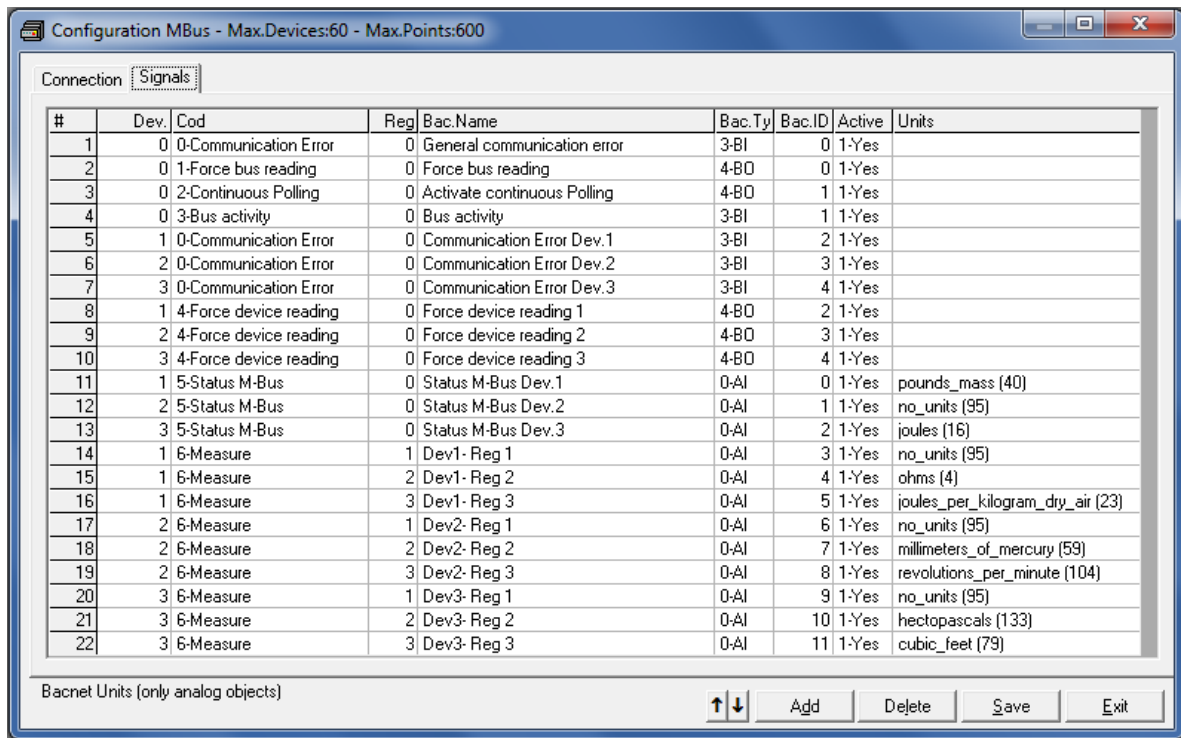 Configuration MBus - Max.Devices:60 - Max.Points:600
Connection Signals
# Dev. Cod Reg Bac.Name Bac.Ty Bac.ID Active Units
1 0 0-Communication Error 0 General communication error 3-BI 0 1-Yes
2 0 1-Force bus reading 0 Force bus reading 4-BO 0 1-Yes
3 0 2-Continuous Polling 0 Activate continuous Polling 4-BO 1 1-Yes
4 0 3-Bus activity 0 Bus activity 3-BI 1 1-Yes
5 1 0-Communication Error 0 Communication Error Dev.1 3-BI 2 1-Yes
6 2 0-Communication Error 0 Communication Error Dev.2 3-BI 3 1-Yes
7 3 0-Communication Error 0 Communication Error Dev.3 3-BI 4 1-Yes
8 1 4-Force device reading 0 Force device reading 1 4-BO 2 1-Yes
9 2 4-Force device reading 0 Force device reading 2 4-BO 3 1-Yes
10 3 4-Force device reading 0 Force device reading 3 4-BO 4 1-Yes
11 1 5-Status M-Bus 0 Status M-Bus Dev.1 0-AI 0 1-Yes pounds_mass (40)
12 2 5-Status M-Bus 0 Status M-Bus Dev.2 0-AI 1 1-Yes no_units (95)
13 3 5-Status M-Bus 0 Status M-Bus Dev.3 0-AI 2 1-Yes joules (16)
14 1 6-Measure 1 Dev1- Reg 1 0-AI 3 1-Yes no_units (95)
15 1 6-Measure 2 Dev1- Reg 2 0-AI 4 1-Yes ohms (4)
16 1 6-Measure 3 Dev1- Reg 3 0-AI 5 1-Yes joules_per_kilogram_dry_air (23)
17 2 6-Measure 1 Dev2- Reg 1 0-AI 6 1-Yes no_units (95)
18 2 6-Measure 2 Dev2- Reg 2 0-AI 7 1-Yes millimeters_of_mercury (59)
19 2 6-Measure 3 Dev2- Reg 3 0-AI 8 1-Yes revolutions_per_minute (104)
20 3 6-Measure 1 Dev3- Reg 1 0-AI 9 1-Yes no_units (95)
21 3 6-Measure 2 Dev3- Reg 2 0-AI 10 1-Yes hectopascals (133)
22 3 6-Measure 3 Dev3- Reg 3 0-AI 11 1-Yes cubic_feet (79)
Bacnet Units (only analog objects) Add Delete Save Exit